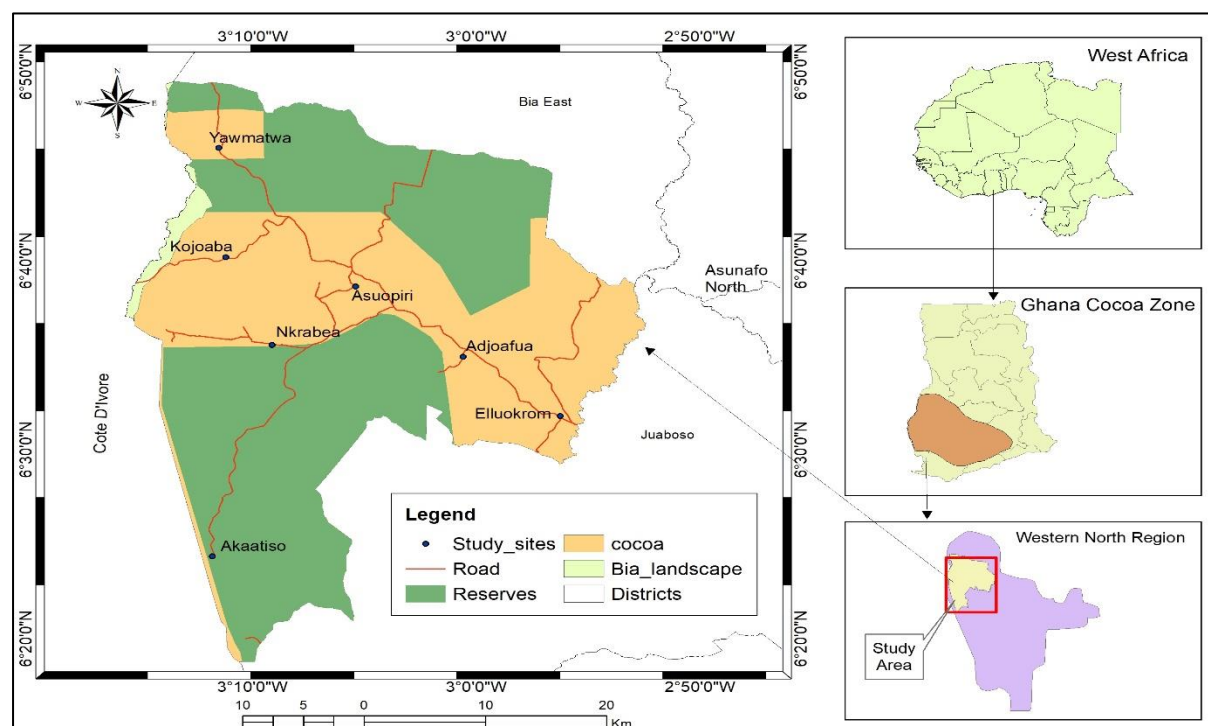 3°10'0"W 3°0'0"W 2°50'0"W
6°50'0"N 6°50'0"N
N
W E
S
Bia East
Yawmatwa
6°40'0"N 6°40'0"N
Kojoaba
Asuopiri
Asunafo
North
Nkrabea
Adjoafua
Elluokrom
Juaboso
Cote D'Ivore
6°30'0"N 6°30'0"N
Akaatiso
6°20'0"N 6°20'0"N
Legend
Study_sites
Road
Reserves
cocoa
Bia_landscape
Districts
3°10'0"W 3°0'0"W 2°50'0"W
10 5 0 10 20
Km
West Africa
Ghana Cocoa Zone
Western North Region
Study
Area